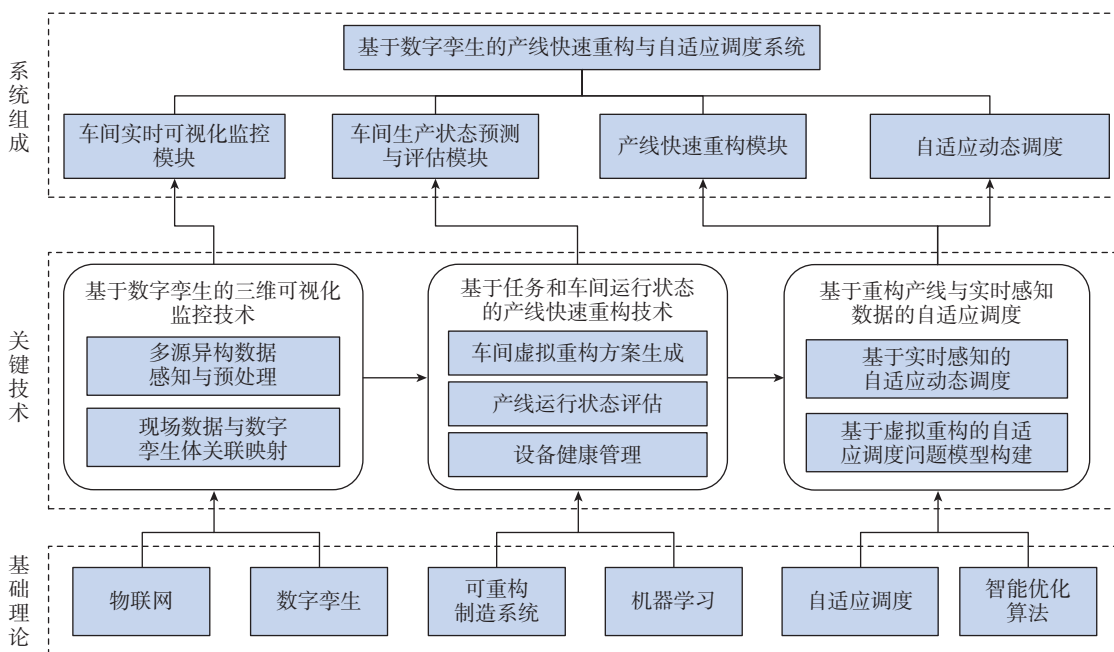 系统组成
基于数字孪生的产线快速重构与自适应调度系统
车间实时可视化监控
模块
车间生产状态预测
与评估模块
产线快速重构模块
自适应动态调度
关键技术
基于数字孪生的三维可视化
监控技术
多源异构数据
感知与预处理
现场数据与数字
孪生体关联映射
基于任务和车间运行状态
的产线快速重构技术
车间虚拟重构方案生成
产线运行状态评估
设备健康管理
基于重构产线与实时感知
数据的自适应调度
基于实时感知的
自适应动态调度
基于虚拟重构的自适
应调度问题模型构建
基础理论
物联网
数字孪生
可重构
制造系统
机器学习
自适应调度
智能优化
算法